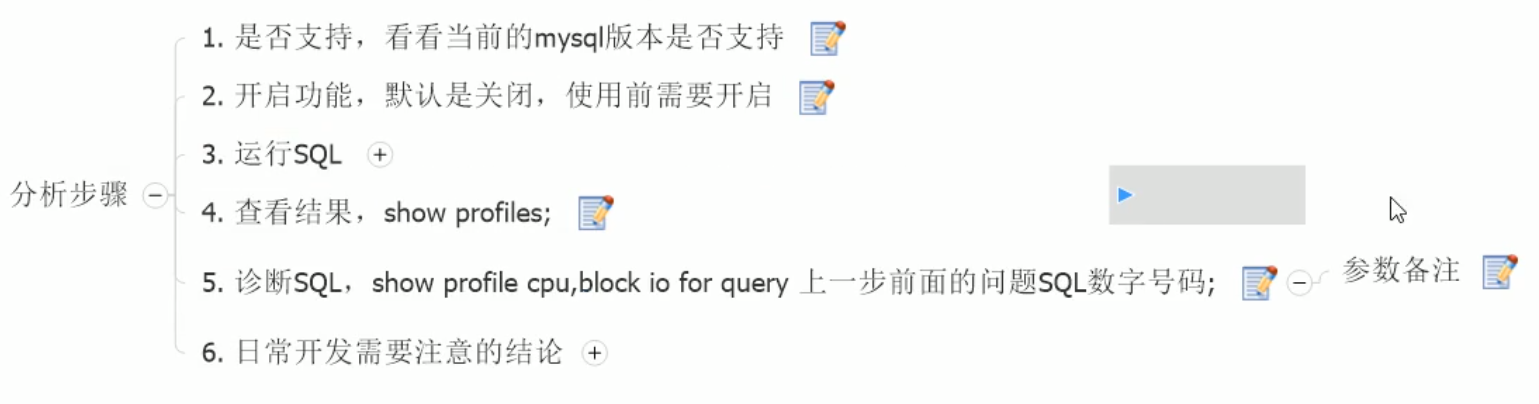 1. 是否支持，看看当前的mysql版本是否支持
2. 开启功能，默认是关闭，使用前需要开启
3. 运行SQL
分析步骤
4. 查看结果，show profiles;
5. 诊断SQL，show profile cpu,block io for query 上一步前面的问题SQL数字号码;
参数备注
6. 日常开发需要注意的结论